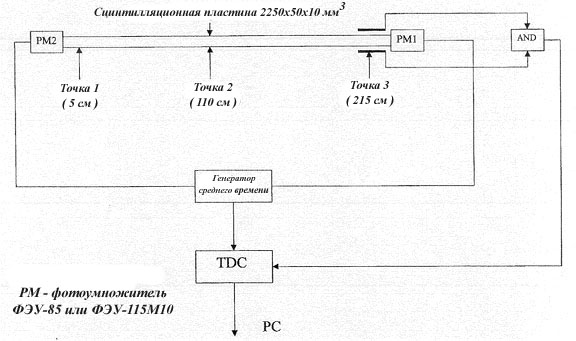 Сцинтилляционная пластина 2250х50х10 мм³
PM2
PM1
AND
Точка 1
( 5 см )
Точка 2
( 110 см )
Точка 3
( 215 см )
Генератор
среднего времени
TDC
PM - фотоумножитель
ФЭУ-85 или ФЭУ-115М10
PC